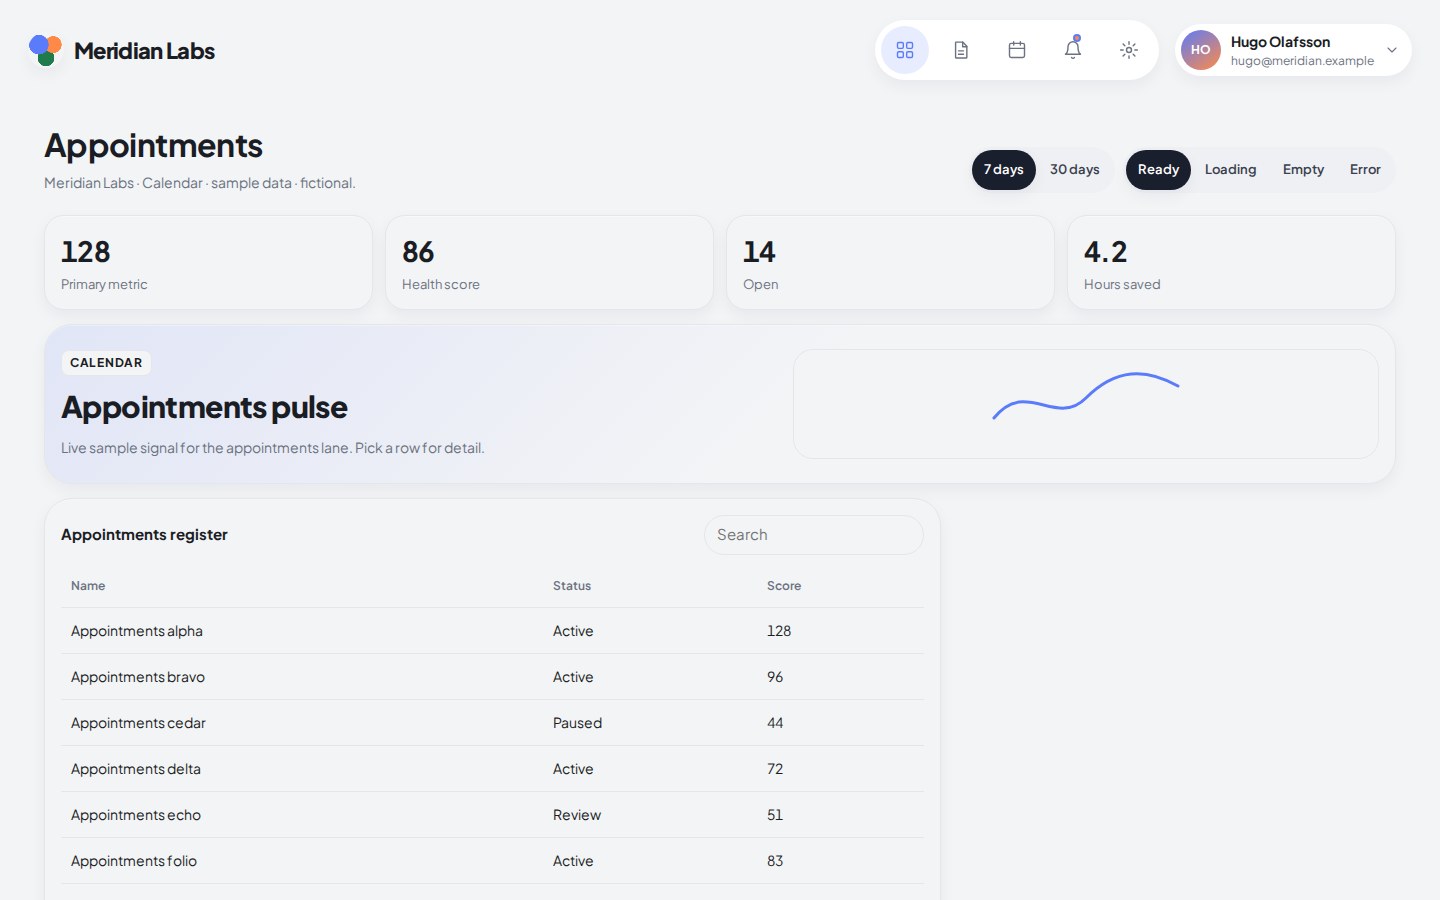 Meridian Labs
HO
Hugo Olafsson
hugo@meridian.example
Appointments
Meridian Labs · Calendar · sample data · fictional.
7 days
30 days
Ready
Loading
Empty
Error
128
Primary metric
86
Health score
14
Open
4.2
Hours saved
CALENDAR
Appointments pulse
Live sample signal for the appointments lane. Pick a row for detail.
Appointments register
Search
Name Status Score
Appointments alpha Active 128
Appointments bravo Active 96
Appointments cedar Paused 44
Appointments delta Active 72
Appointments echo Review 51
Appointments folio Active 83